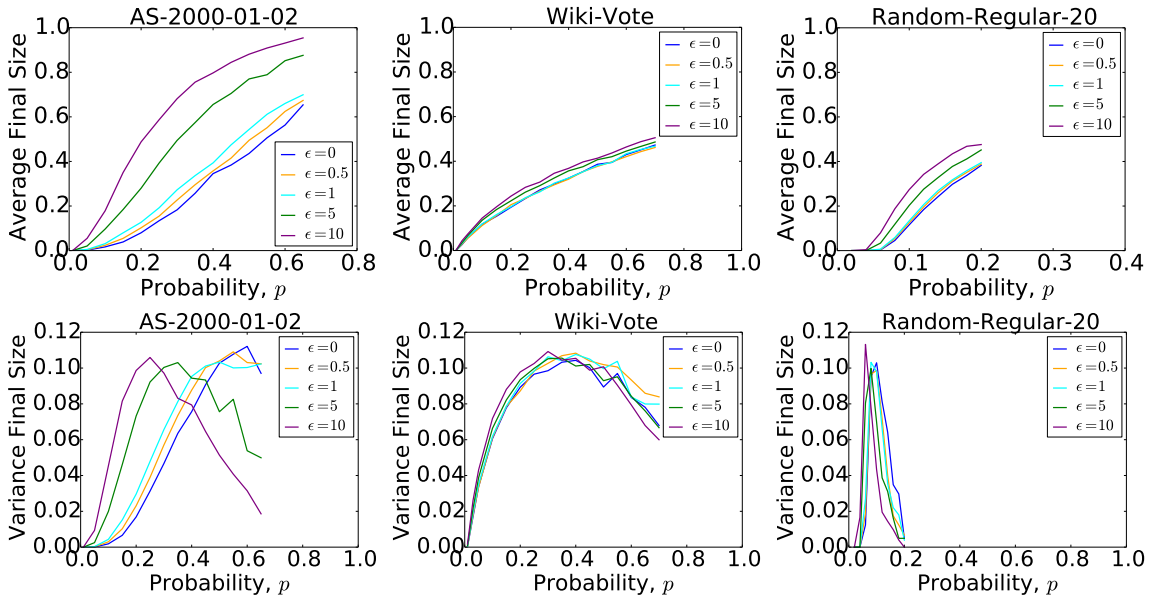 AS-2000-01-02
Average Final Size
1.0
0.8
0.6
0.4
0.2
0.0
ϵ=0
ϵ=0.5
ϵ=1
ϵ=5
ϵ=10
0.0 0.2 0.4 0.6 0.8
Probability, p
Wiki-Vote
Average Final Size
1.0
0.8
0.6
0.4
0.2
0.0
ϵ=0
ϵ=0.5
ϵ=1
ϵ=5
ϵ=10
0.0 0.2 0.4 0.6 0.8 1.0
Probability, p
Random-Regular-20
Average Final Size
1.0
0.8
0.6
0.4
0.2
0.0
ϵ=0
ϵ=0.5
ϵ=1
ϵ=5
ϵ=10
0.0 0.1 0.2 0.3 0.4
Probability, p
AS-2000-01-02
Variance Final Size
0.12
0.10
0.08
0.06
0.04
0.02
0.00
ϵ=0
ϵ=0.5
ϵ=1
ϵ=5
ϵ=10
0.0 0.2 0.4 0.6 0.8 1.0
Probability, p
Wiki-Vote
Variance Final Size
0.12
0.10
0.08
0.06
0.04
0.02
0.00
ϵ=0
ϵ=0.5
ϵ=1
ϵ=5
ϵ=10
0.0 0.2 0.4 0.6 0.8 1.0
Probability, p
Random-Regular-20
Variance Final Size
0.12
0.10
0.08
0.06
0.04
0.02
0.00
ϵ=0
ϵ=0.5
ϵ=1
ϵ=5
ϵ=10
0.0 0.2 0.4 0.6 0.8 1.0
Probability, p